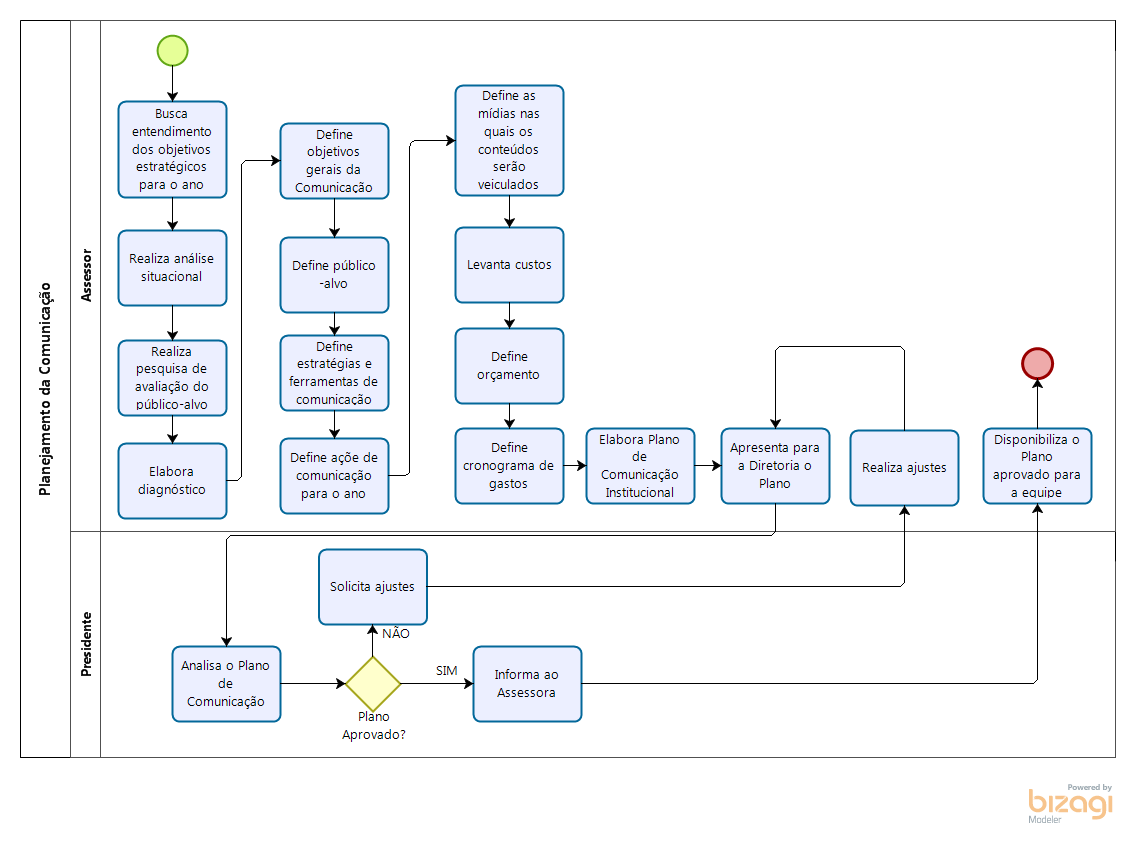 Planejamento da Comunicação
Assessor
Busca
entendimento
dos objetivos
estratégicos
para o ano
Realiza análise
situacional
Realiza
pesquisa de
avaliação do
público-alvo
Elabora
diagnóstico
Define
objetivos
gerais da
Comunicação
Define público
-alvo
Define
estratégias e
ferramentas de
comunicação
Define açõe de
comunicação
para o ano
Define as
mídias nas
quais os
conteúdos
serão
veiculados
Levanta custos
Define
orçamento
Define
cronograma de
gastos
Elabora Plano
de
Comunicação
Institucional
Apresenta para
a Diretoria o
Plano
Realiza ajustes
Disponibiliza o
Plano
aprovado para
a equipe
Presidente
Analisa o Plano
de
Comunicação
Plano
Aprovado?
NÃO
Solicita ajustes
SIM
Informa ao
Assessora
Powered by
bizagi
Modeler